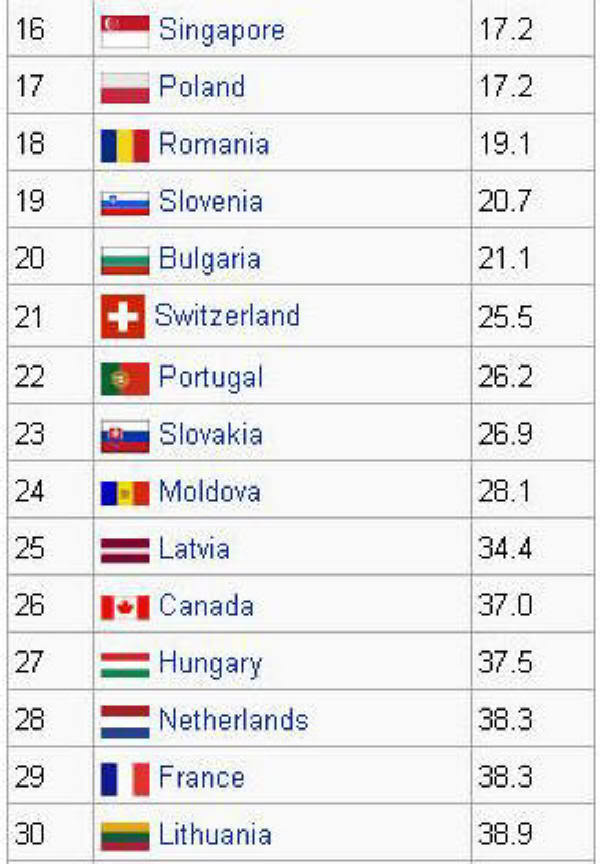 16 Singapore 17.2
17 Poland 17.2
18 Romania 19.1
19 Slovenia 20.7
20 Bulgaria 21.1
21 Switzerland 25.5
22 Portugal 26.2
23 Slovakia 26.9
24 Moldova 28.1
25 Latvia 34.4
26 Canada 37.0
27 Hungary 37.5
28 Netherlands 38.3
29 France 38.3
30 Lithuania 38.9